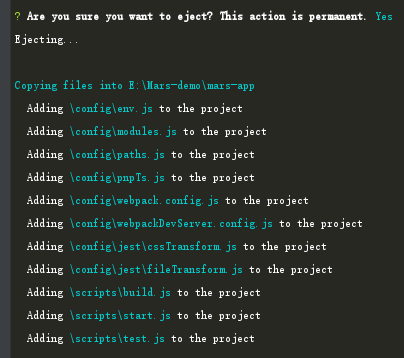 ? Are you sure you want to eject? This action is permanent. Yes
Ejecting...
Copying files into E:\Mars-demo\mars-app
Adding \config\env.js to the project
Adding \config\modules.js to the project
Adding \config\paths.js to the project
Adding \config\pnpTs.js to the project
Adding \config\webpack.config.js to the project
Adding \config\webpackDevServer.config.js to the project
Adding \config\jest\cssTransform.js to the project
Adding \config\jest\fileTransform.js to the project
Adding \scripts\build.js to the project
Adding \scripts\start.js to the project
Adding \scripts\test.js to the project